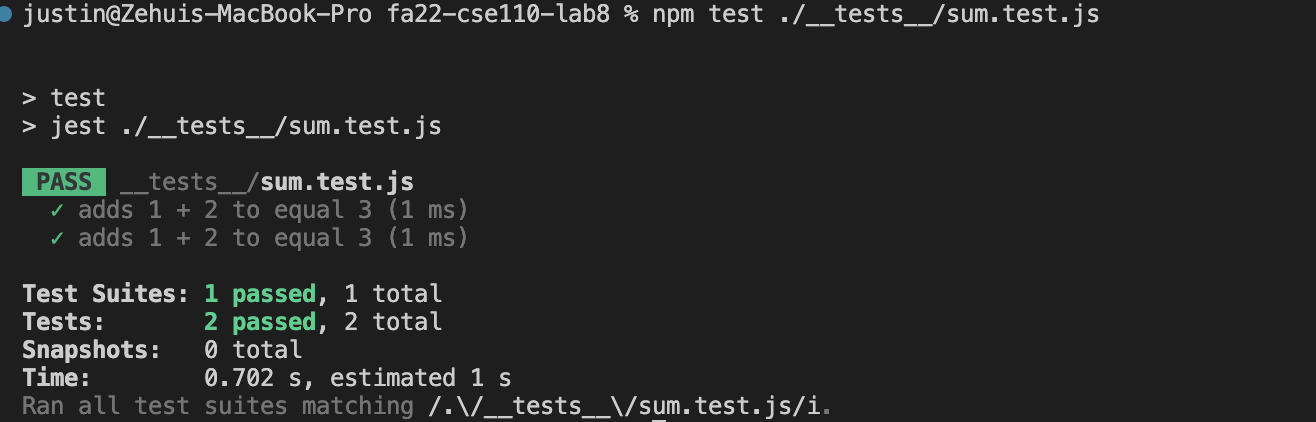 justin@Zehuis-MacBook-Pro fa22-cse110-lab8 % npm test ./__tests__/sum.test.js
> test
> jest ./__tests__/sum.test.js
PASS __tests__/sum.test.js
✓ adds 1 + 2 to equal 3 (1 ms)
✓ adds 1 + 2 to equal 3 (1 ms)
Test Suites: 1 passed, 1 total
Tests: 2 passed, 2 total
Snapshots: 0 total
Time: 0.702 s, estimated 1 s
Ran all test suites matching /.\/__tests__\/sum.test.js/i.